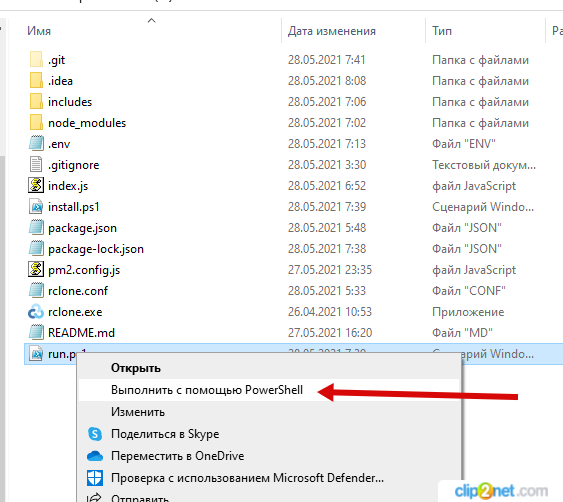 Имя Дата изменения Тип Ра
.git 28.05.2021 7:41 Папка с файлами
.idea 28.05.2021 8:08 Папка с файлами
includes 28.05.2021 7:06 Папка с файлами
node_modules 28.05.2021 7:02 Папка с файлами
.env 28.05.2021 7:13 Файл "ENV"
.gitignore 28.05.2021 3:30 Текстовый докум...
index.js 28.05.2021 6:52 файл JavaScript
install.ps1 28.05.2021 7:39 Сценарий Windo...
package.json 28.05.2021 5:48 Файл "JSON"
package-lock.json 28.05.2021 7:38 Файл "JSON"
pm2.config.js 27.05.2021 23:35 файл JavaScript
rclone.conf 28.05.2021 5:33 Файл "CONF"
rclone.exe 26.04.2021 10:53 Приложение
README.md 27.05.2021 16:20 Файл "MD"
run.ps1 28.05.2021 7:39 Сценарий Windo...
Открыть
Выполнить с помощью PowerShell
Изменить
Поделиться в Skype
Переместить в OneDrive
Проверка с использованием Microsoft Defender...
Отправить
clip2net.com